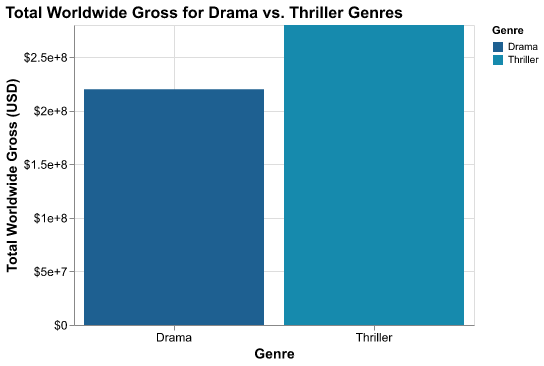 Total Worldwide Gross for Drama vs. Thriller Genres
Genre
Drama
Thriller
Total Worldwide Gross (USD)
$2.5e+8
$2e+8
$1.5e+8
$1e+8
$5e+7
$0
Drama
Thriller
Genre